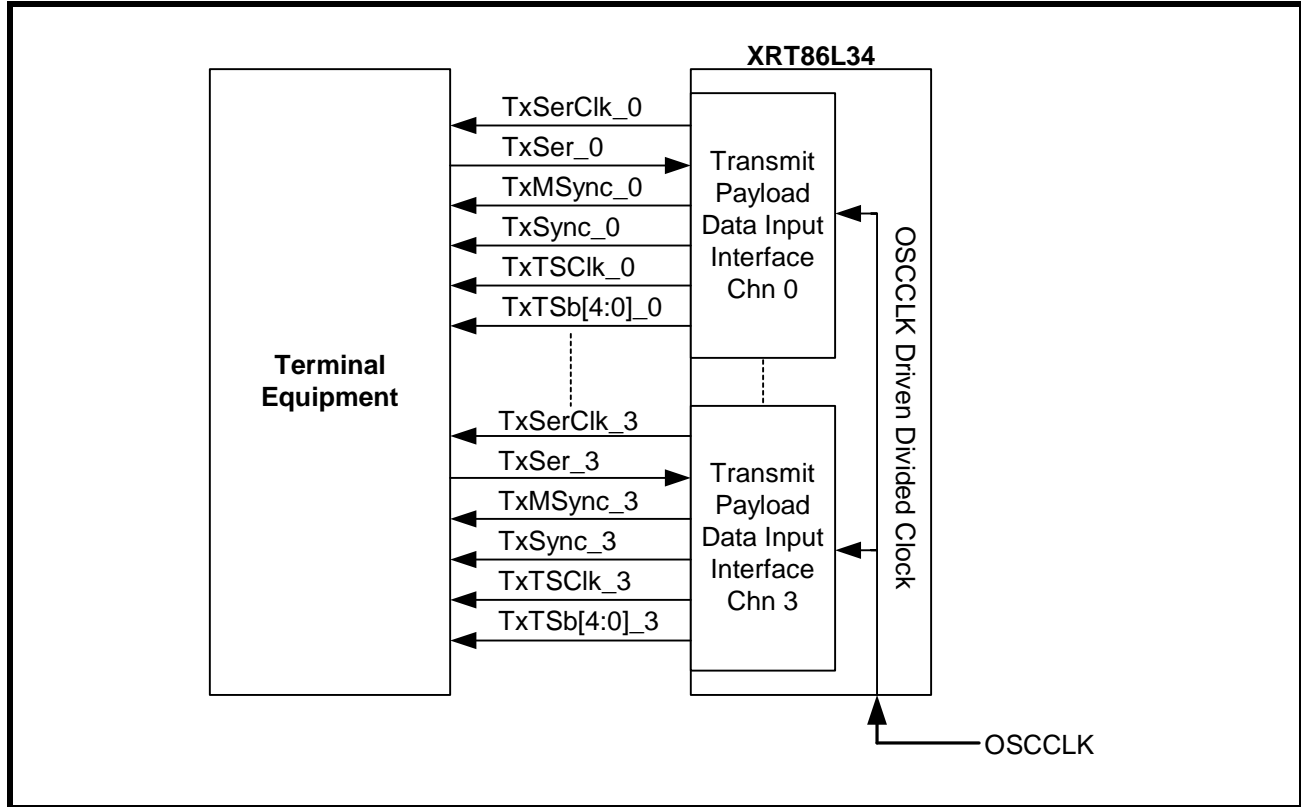 XRT86L34
TxSerClk_0
TxSer_0
TxMSync_0
TxSync_0
TxTSClk_0
TxTSb[4:0]_0
Transmit
Payload
Data Input
Interface
Chn 0
OSCCLK Driven Divided Clock
Terminal
Equipment
TxSerClk_3
TxSer_3
TxMSync_3
TxSync_3
TxTSClk_3
TxTSb[4:0]_3
Transmit
Payload
Data Input
Interface
Chn 3
OSCCLK